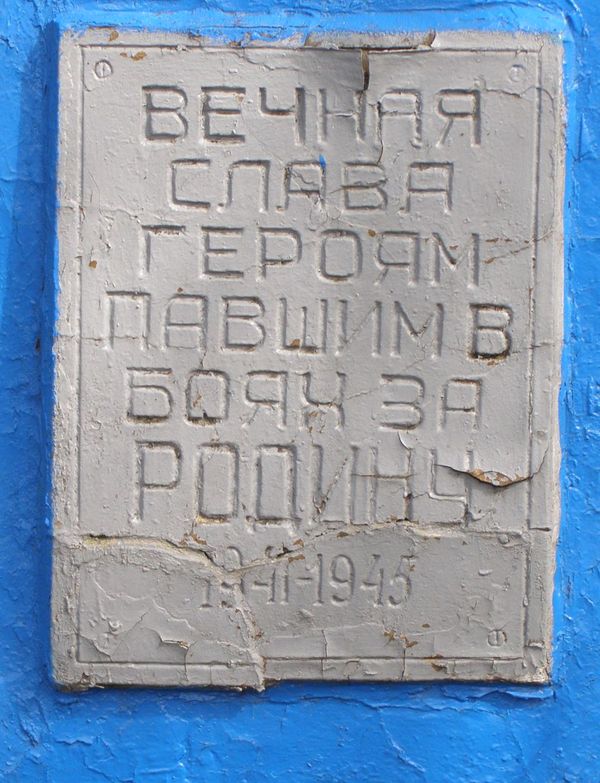 ВЕЧНАЯ
СЛАВА
ГЕРОЯМ
ПАВШИМ В
БОЯХ ЗА
РОДИНУ
1941-1945